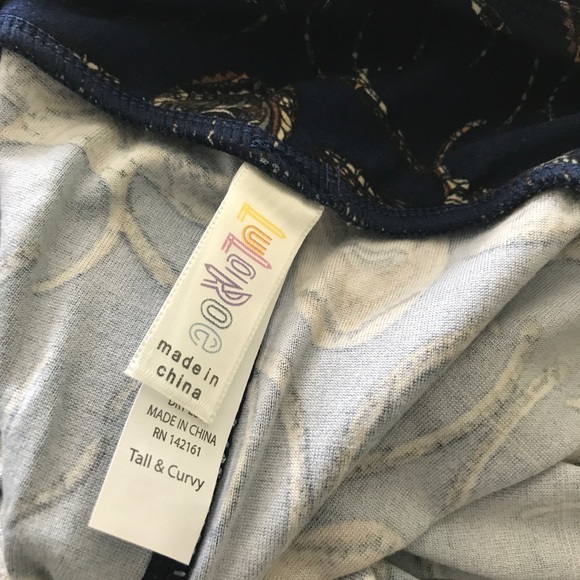 LuLaRoe
made in
china
MADE IN CHINA
RN 142161
Tall & Curvy